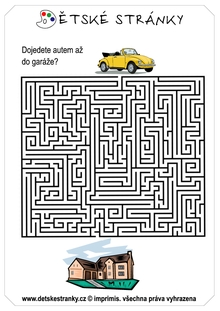 DĚTSKÉ STRÁNKY
Dojedete autem až
do garáže?
www.detskestranky.cz © imprimis. všechna práva vyhrazena